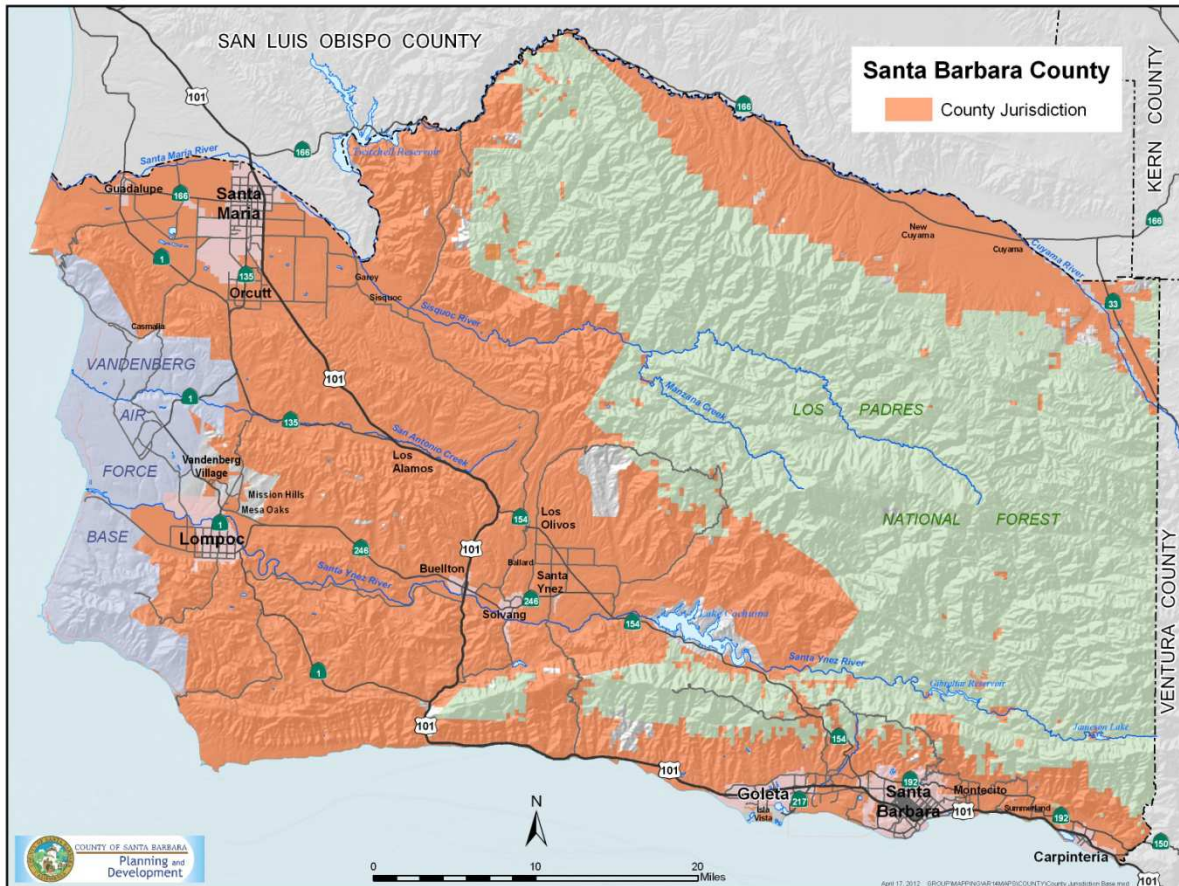 SAN LUIS OBISPO COUNTY
Santa Barbara County
County Jurisdiction
KERN COUNTY
VENTURA COUNTY
101
166
166
166
166
Santa Maria River
Twitchell Reservoir
Guadalupe
Santa
Maria
1
135
Orcutt
Garey
Sisquoc
Sisquoc River
New
Cuyama
Cuyama
Cuyama River
33
Casmalia
VANDENBERG
AIR
FORCE
BASE
1
135
101
San Antonio Creek
Los
Alamos
Manzana Creek
LOS PADRES
NATIONAL FOREST
Vandenberg
Village
Mission Hills
Mesa Oaks
1
Lompoc
246
Santa Ynez River
Buellton
101
154
Los
Olivos
Ballard
Santa
Ynez
246
Solvang
154
Lake Cachuma
Santa Ynez River
Gibraltar Reservoir
Jameson Lake
1
101
101
154
Goleta
217
Isla
Vista
192
Santa
Barbara
Montecito
101
Summerland
192
Carpinteria
150
101
N
0 10 20
Miles
COUNTY OF SANTA BARBARA
Planning and
Development
April 17, 2012